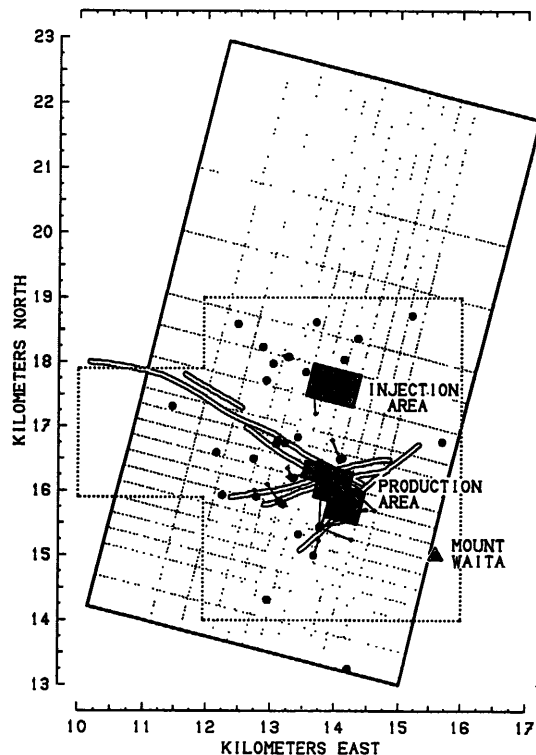 23
22
21
20
19
18
17
16
15
14
13
KILOMETERS NORTH
INJECTION
AREA
PRODUCTION
AREA
MOUNT
WAITA
10 11 12 13 14 15 16 17
KILOMETERS EAST